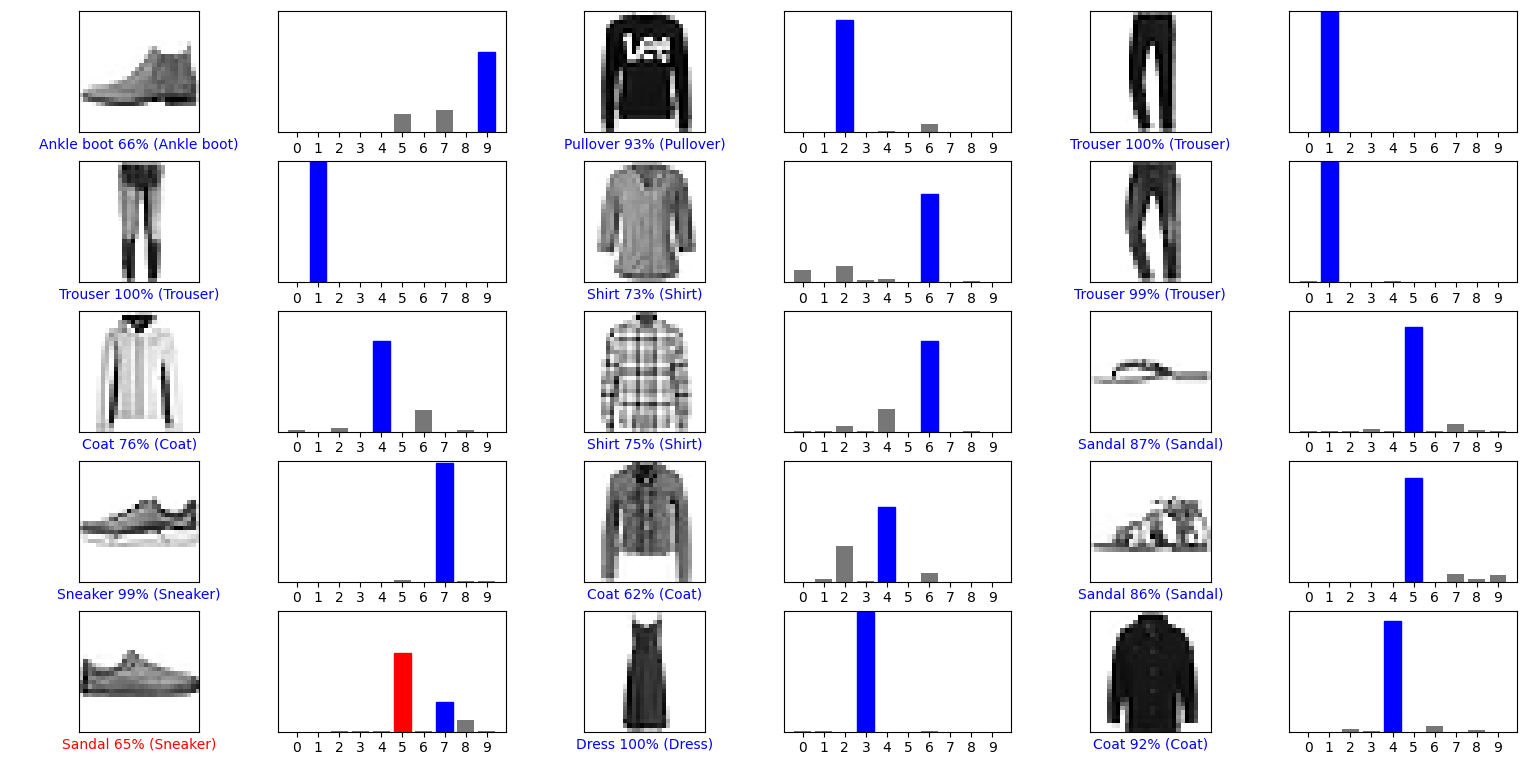 Lee
0 1 2 3 4 5 6 7 8 9
0 1 2 3 4 5 6 7 8 9
0 1 2 3 4 5 6 7 8 9
Ankle boot 66% (Ankle boot)
Pullover 93% (Pullover)
Trouser 100% (Trouser)
0 1 2 3 4 5 6 7 8 9
0 1 2 3 4 5 6 7 8 9
0 1 2 3 4 5 6 7 8 9
Trouser 100% (Trouser)
Shirt 73% (Shirt)
Trouser 99% (Trouser)
0 1 2 3 4 5 6 7 8 9
0 1 2 3 4 5 6 7 8 9
0 1 2 3 4 5 6 7 8 9
Coat 76% (Coat)
Shirt 75% (Shirt)
Sandal 87% (Sandal)
0 1 2 3 4 5 6 7 8 9
0 1 2 3 4 5 6 7 8 9
0 1 2 3 4 5 6 7 8 9
Sneaker 99% (Sneaker)
Coat 62% (Coat)
Sandal 86% (Sandal)
0 1 2 3 4 5 6 7 8 9
0 1 2 3 4 5 6 7 8 9
0 1 2 3 4 5 6 7 8 9
Sandal 65% (Sneaker)
Dress 100% (Dress)
Coat 92% (Coat)